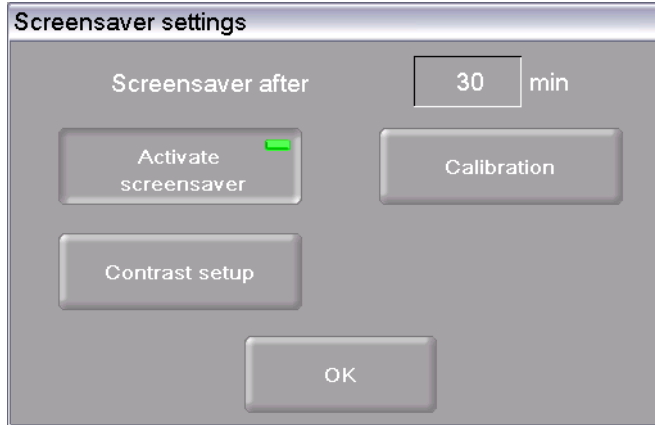 Screensaver settings
Screensaver after 30 min
Activate
screensaver
Calibration
Contrast setup
OK